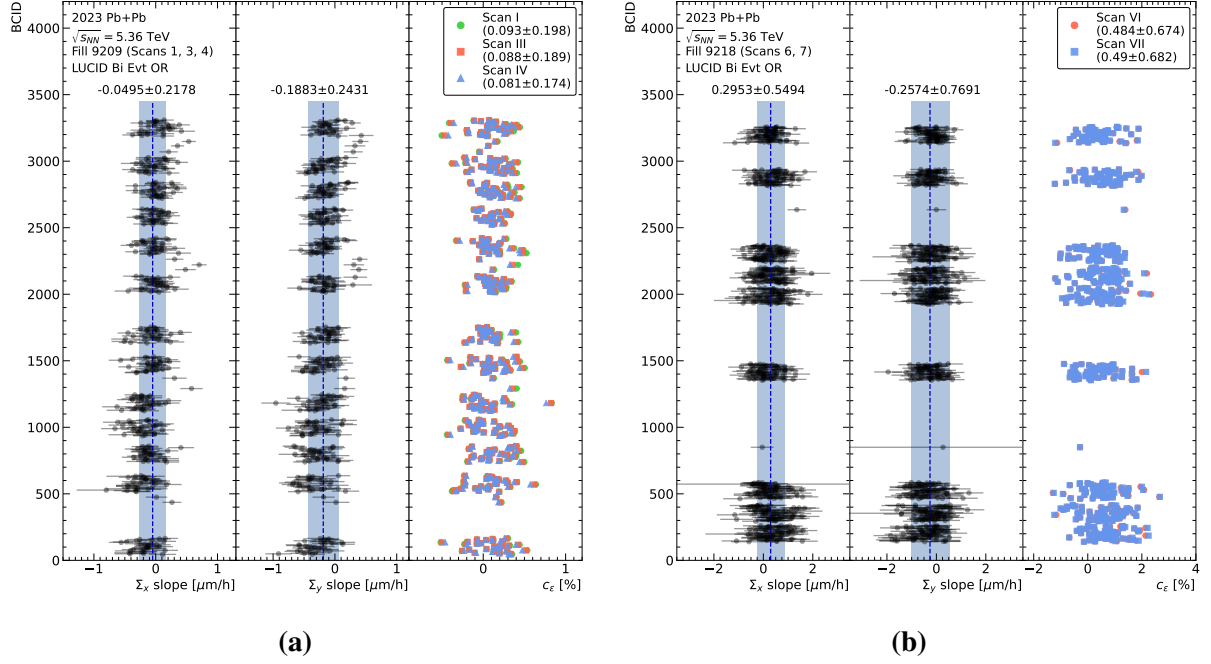 BCID
4000
3500
3000
2500
2000
1500
1000
500
0
2023 Pb+Pb
√sNN = 5.36 TeV
Fill 9209 (Scans 1, 3, 4)
LUCID Bi Evt OR
-0.0495±0.2178
-0.1883±0.2431
Scan I
(0.093±0.198)
Scan III
(0.088±0.189)
Scan IV
(0.081±0.174)
−1 0 1
−1 0 1
0 1
Σx slope [μm/h]
Σy slope [μm/h]
cε [%]
(a)
BCID
4000
3500
3000
2500
2000
1500
1000
500
0
2023 Pb+Pb
√sNN = 5.36 TeV
Fill 9218 (Scans 6, 7)
LUCID Bi Evt OR
0.2953±0.5494
-0.2574±0.7691
Scan VI
(0.484±0.674)
Scan VII
(0.49±0.682)
−2 0 2
−2 0 2
−2 0 2 4
Σx slope [μm/h]
Σy slope [μm/h]
cε [%]
(b)